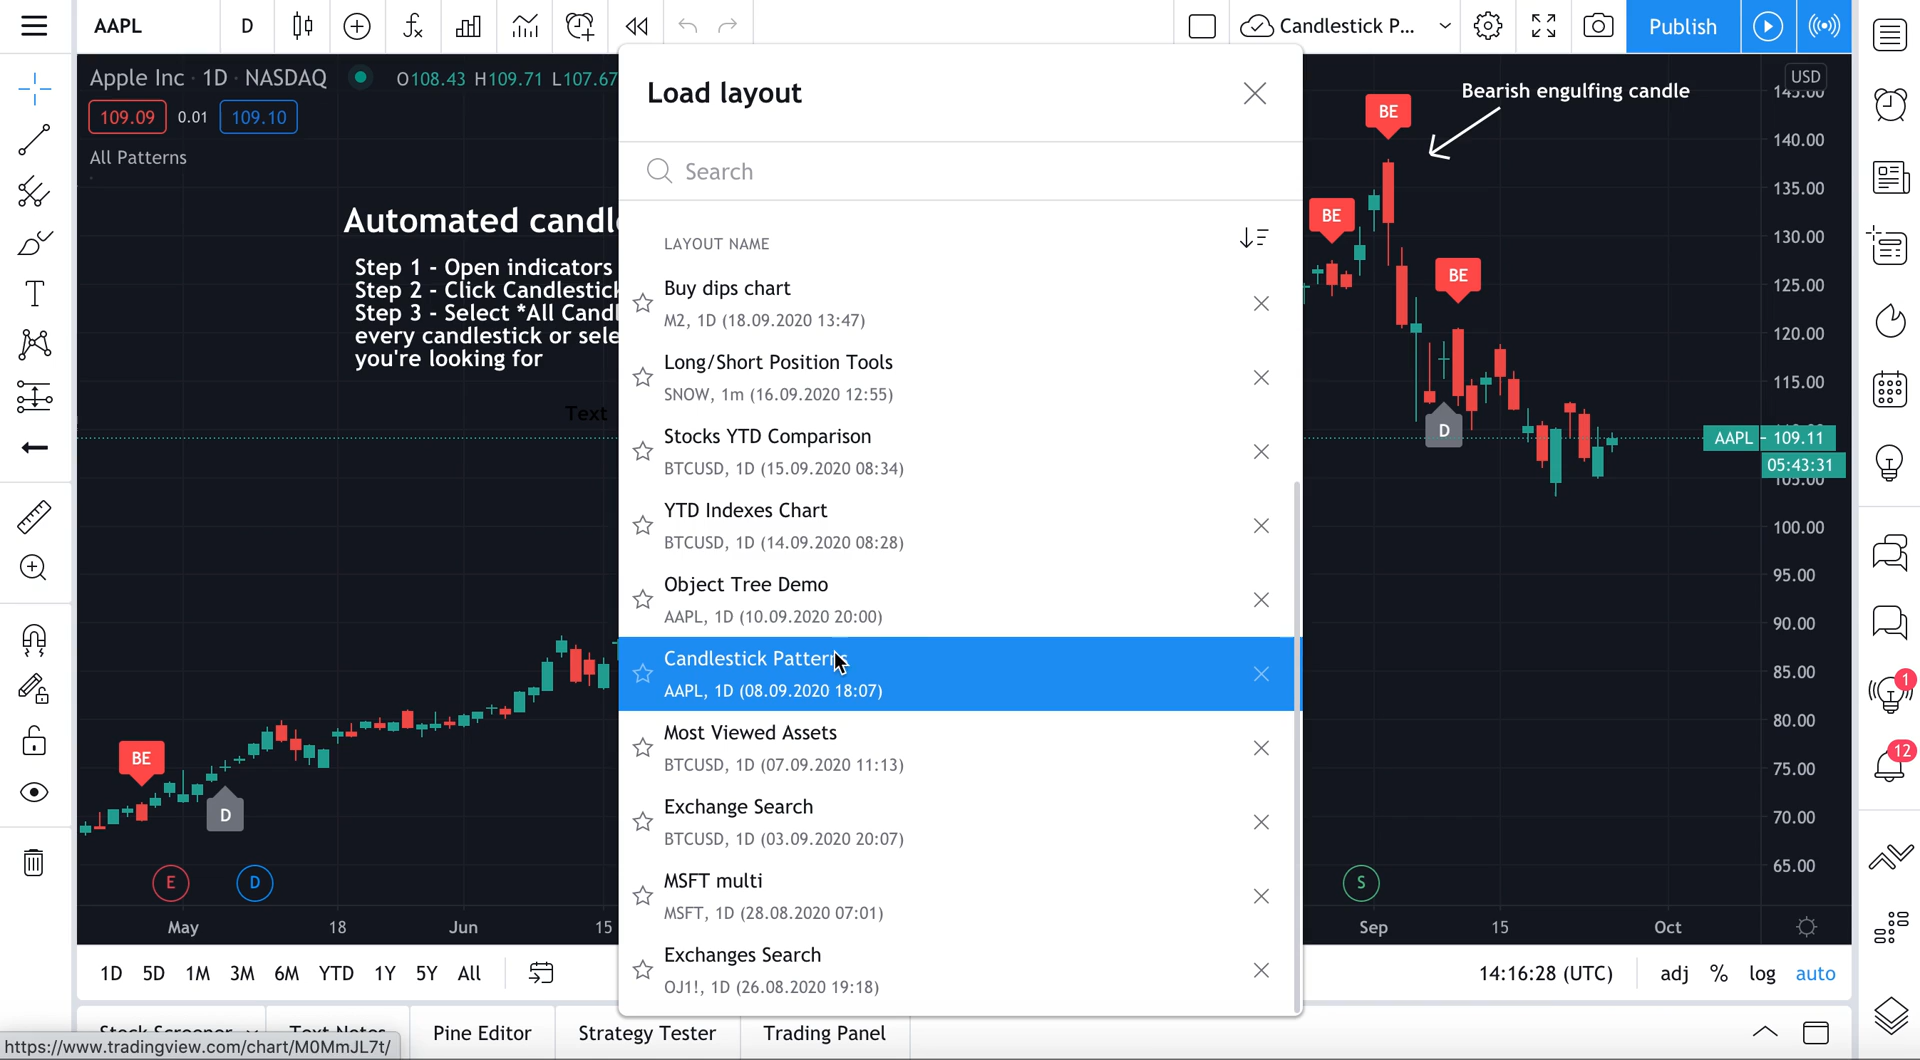 AAPL
D
Candlestick P...
Publish
Apple Inc · 1D · NASDAQ
O108.43 H109.71 L107.67
109.09
0.01
109.10
All Patterns
Automated candl
Step 1 - Open indicators
Step 2 - Click Candlestick
Step 3 - Select *All Candl
every candlestick or sele
you're looking for
Text
Load layout
Search
LAYOUT NAME
Buy dips chart
M2, 1D (18.09.2020 13:47)
Long/Short Position Tools
SNOW, 1m (16.09.2020 12:55)
Stocks YTD Comparison
BTCUSD, 1D (15.09.2020 08:34)
YTD Indexes Chart
BTCUSD, 1D (14.09.2020 08:28)
Object Tree Demo
AAPL, 1D (10.09.2020 20:00)
Candlestick Patterns
AAPL, 1D (08.09.2020 18:07)
Most Viewed Assets
BTCUSD, 1D (07.09.2020 11:13)
Exchange Search
BTCUSD, 1D (03.09.2020 20:07)
MSFT multi
MSFT, 1D (28.08.2020 07:01)
Exchanges Search
OJ1!, 1D (26.08.2020 19:18)
Bearish engulfing candle
BE
BE
BE
D
BE
D
E
D
S
USD
145.00
140.00
135.00
130.00
125.00
120.00
115.00
AAPL
109.11
05:43:31
105.00
100.00
95.00
90.00
85.00
80.00
75.00
70.00
65.00
1
12
May
18
Jun
15
Sep
15
Oct
1D 5D 1M 3M 6M YTD 1Y 5Y All
14:16:28 (UTC)
adj % log auto
Stock Screener
Text Notes
Pine Editor
Strategy Tester
Trading Panel
https://www.tradingview.com/chart/M0MmJL7t/